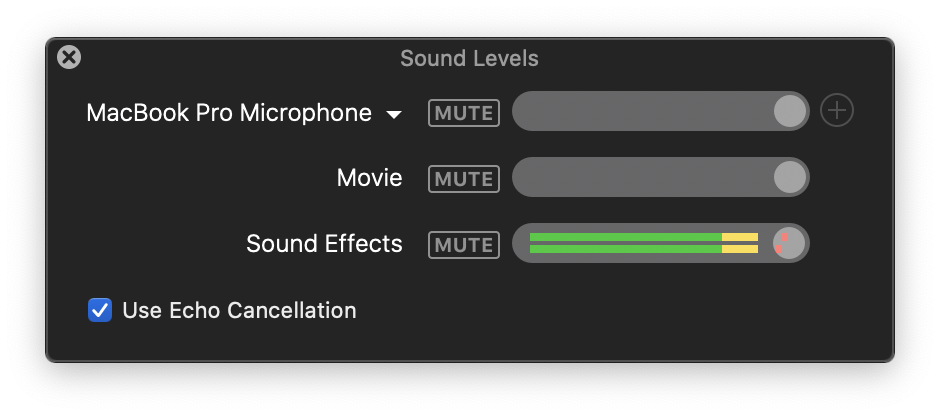 Sound Levels
MacBook Pro Microphone MUTE
Movie MUTE
Sound Effects MUTE
Use Echo Cancellation